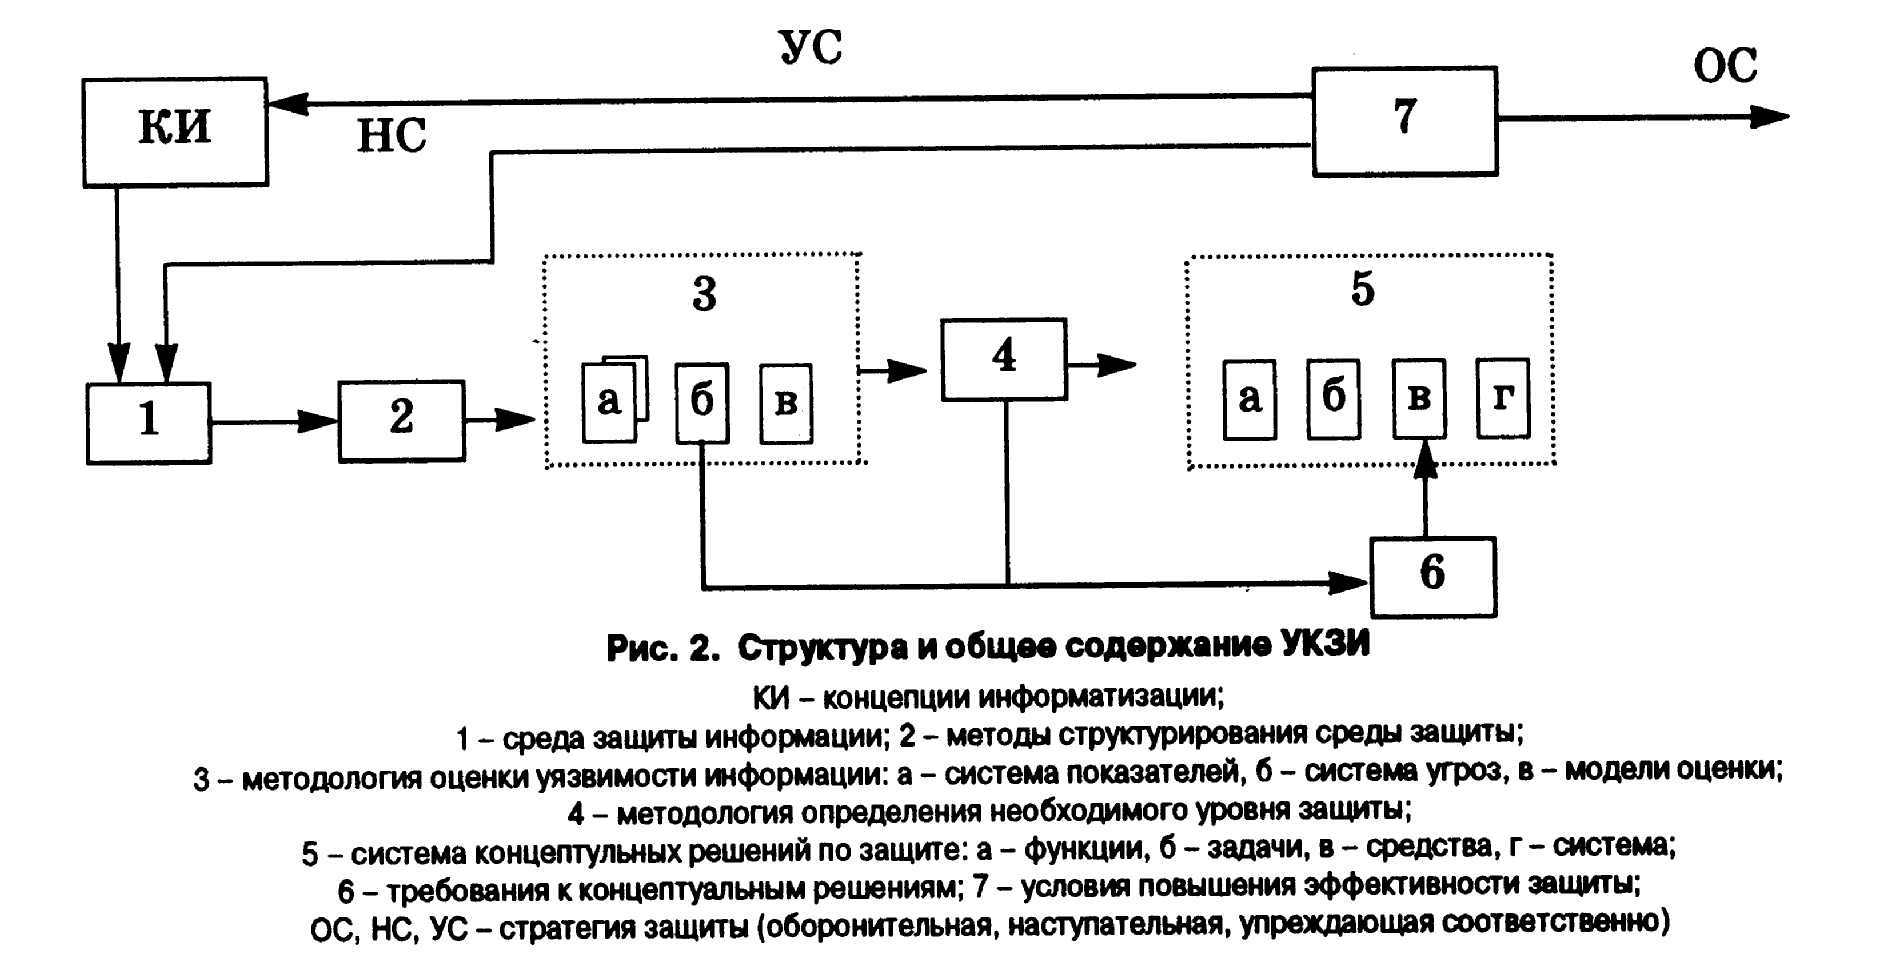 УС
ОС
КИ
7
НС
3
5
4
а
б
в
а
б
в
г
1
2
6
Рис. 2. Структура и общее содержание УКЗИ
КИ – концепции информатизации;
1 – среда защиты информации; 2 – методы структурирования среды защиты;
3 – методология оценки уязвимости информации: а – система показателей, б – система угроз, в – модели оценки;
4 – методология определения необходимого уровня защиты;
5 – система концептульных решений по защите: а – функции, б – задачи, в – средства, г – система;
6 – требования к концептуальным решениям; 7 – условия повышения эффективности защиты;
ОС, НС, УС – стратегия защиты (оборонительная, наступательная, упреждающая соответственно)